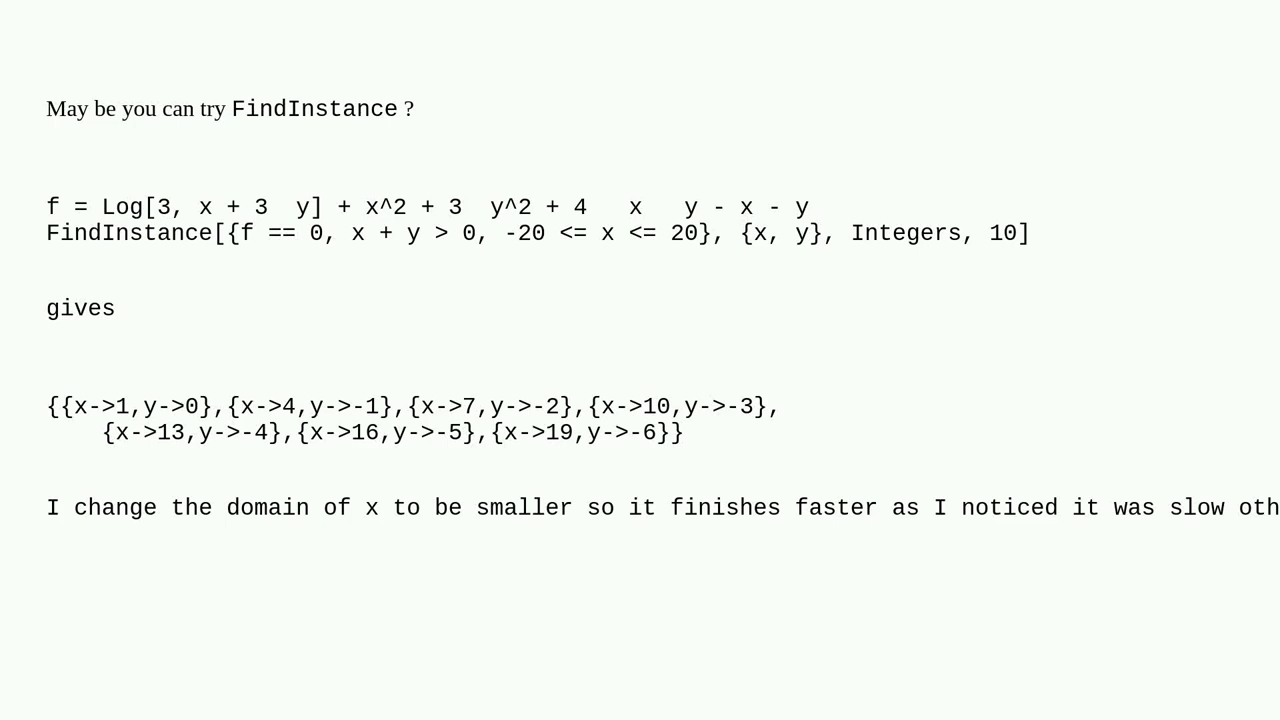 May be you can try FindInstance ?
f = Log[3, x + 3  y] + x^2 + 3  y^2 + 4   x   y - x - y
FindInstance[{f == 0, x + y > 0, -20 <= x <= 20}, {x, y}, Integers, 10]
gives
{{x->1,y->0},{x->4,y->-1},{x->7,y->-2},{x->10,y->-3},
    {x->13,y->-4},{x->16,y->-5},{x->19,y->-6}}
I change the domain of x to be smaller so it finishes faster as I noticed it was slow